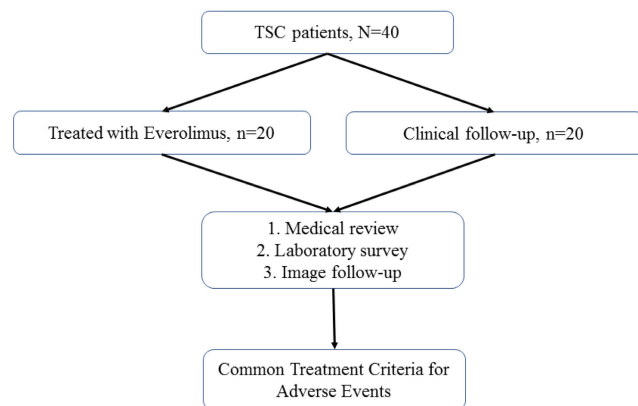 TSC patients, N=40
Treated with Everolimus, n=20
Clinical follow-up, n=20
1. Medical review
2. Laboratory survey
3. Image follow-up
Common Treatment Criteria for
Adverse Events